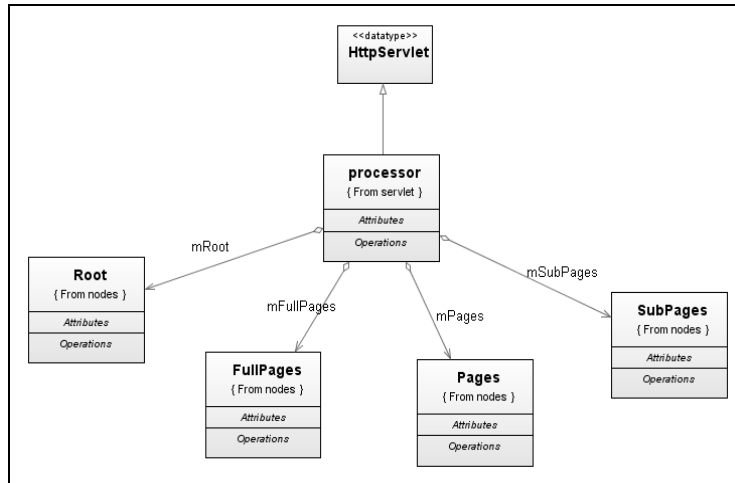 <<datatype>>
HttpServlet
processor
{ From servlet }
Attributes
Operations
mRoot
mSubPages
mFullPages
mPages
Root
{ From nodes }
Attributes
Operations
SubPages
{ From nodes }
Attributes
Operations
FullPages
{ From nodes }
Attributes
Operations
Pages
{ From nodes }
Attributes
Operations